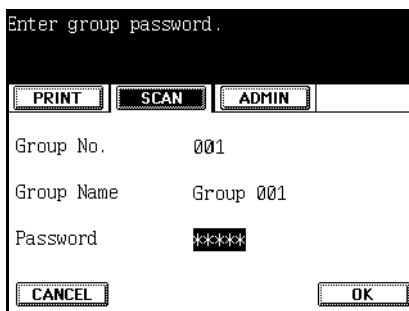 Enter group password.
PRINT SCAN ADMIN
Group No. 001
Group Name Group 001
Password *****
CANCEL OK